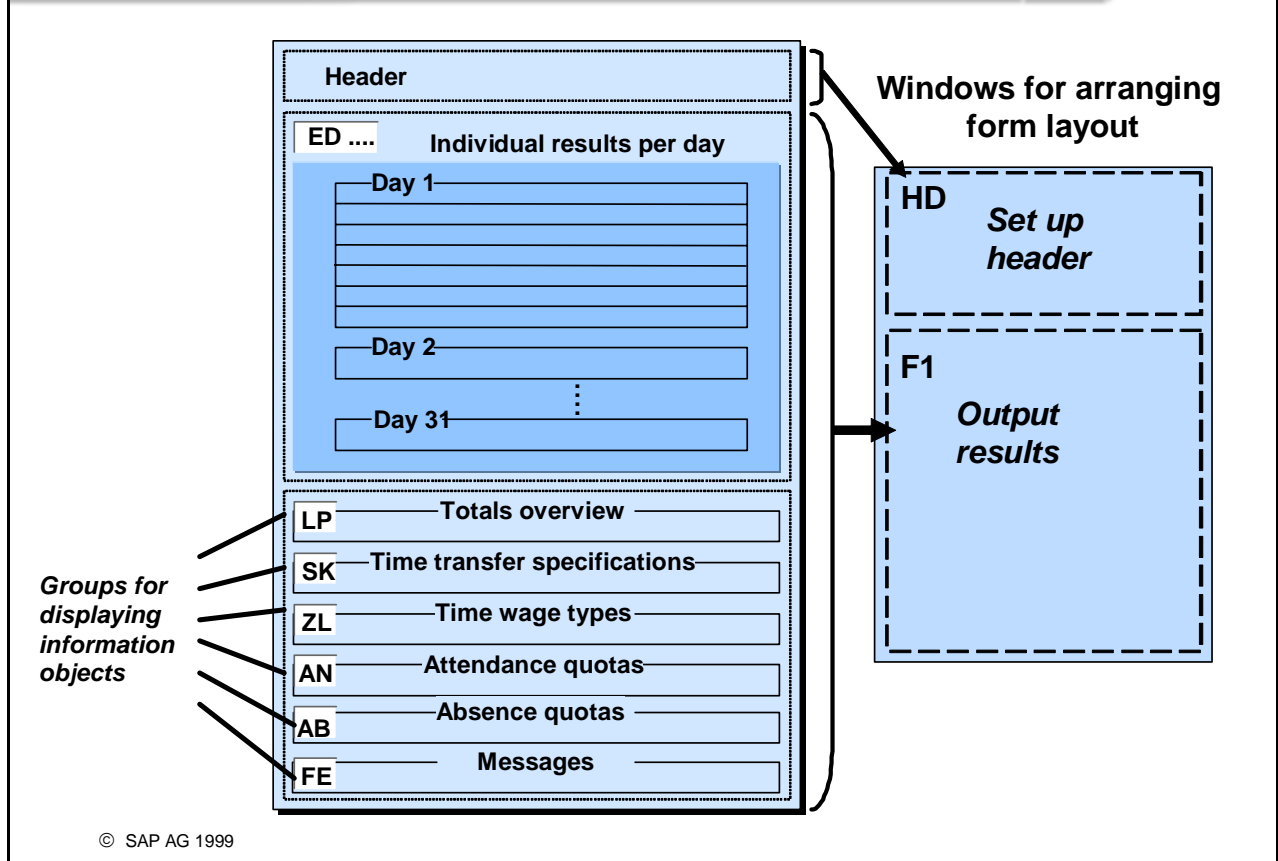 Header
ED ....
Individual results per day
Day 1
Day 2
Day 31
LP
Totals overview
SK
Time transfer specifications
ZL
Time wage types
AN
Attendance quotas
AB
Absence quotas
FE
Messages
Groups for
displaying
information
objects
Windows for arranging
form layout
HD
Set up
header
F1
Output
results
© SAP AG 1999